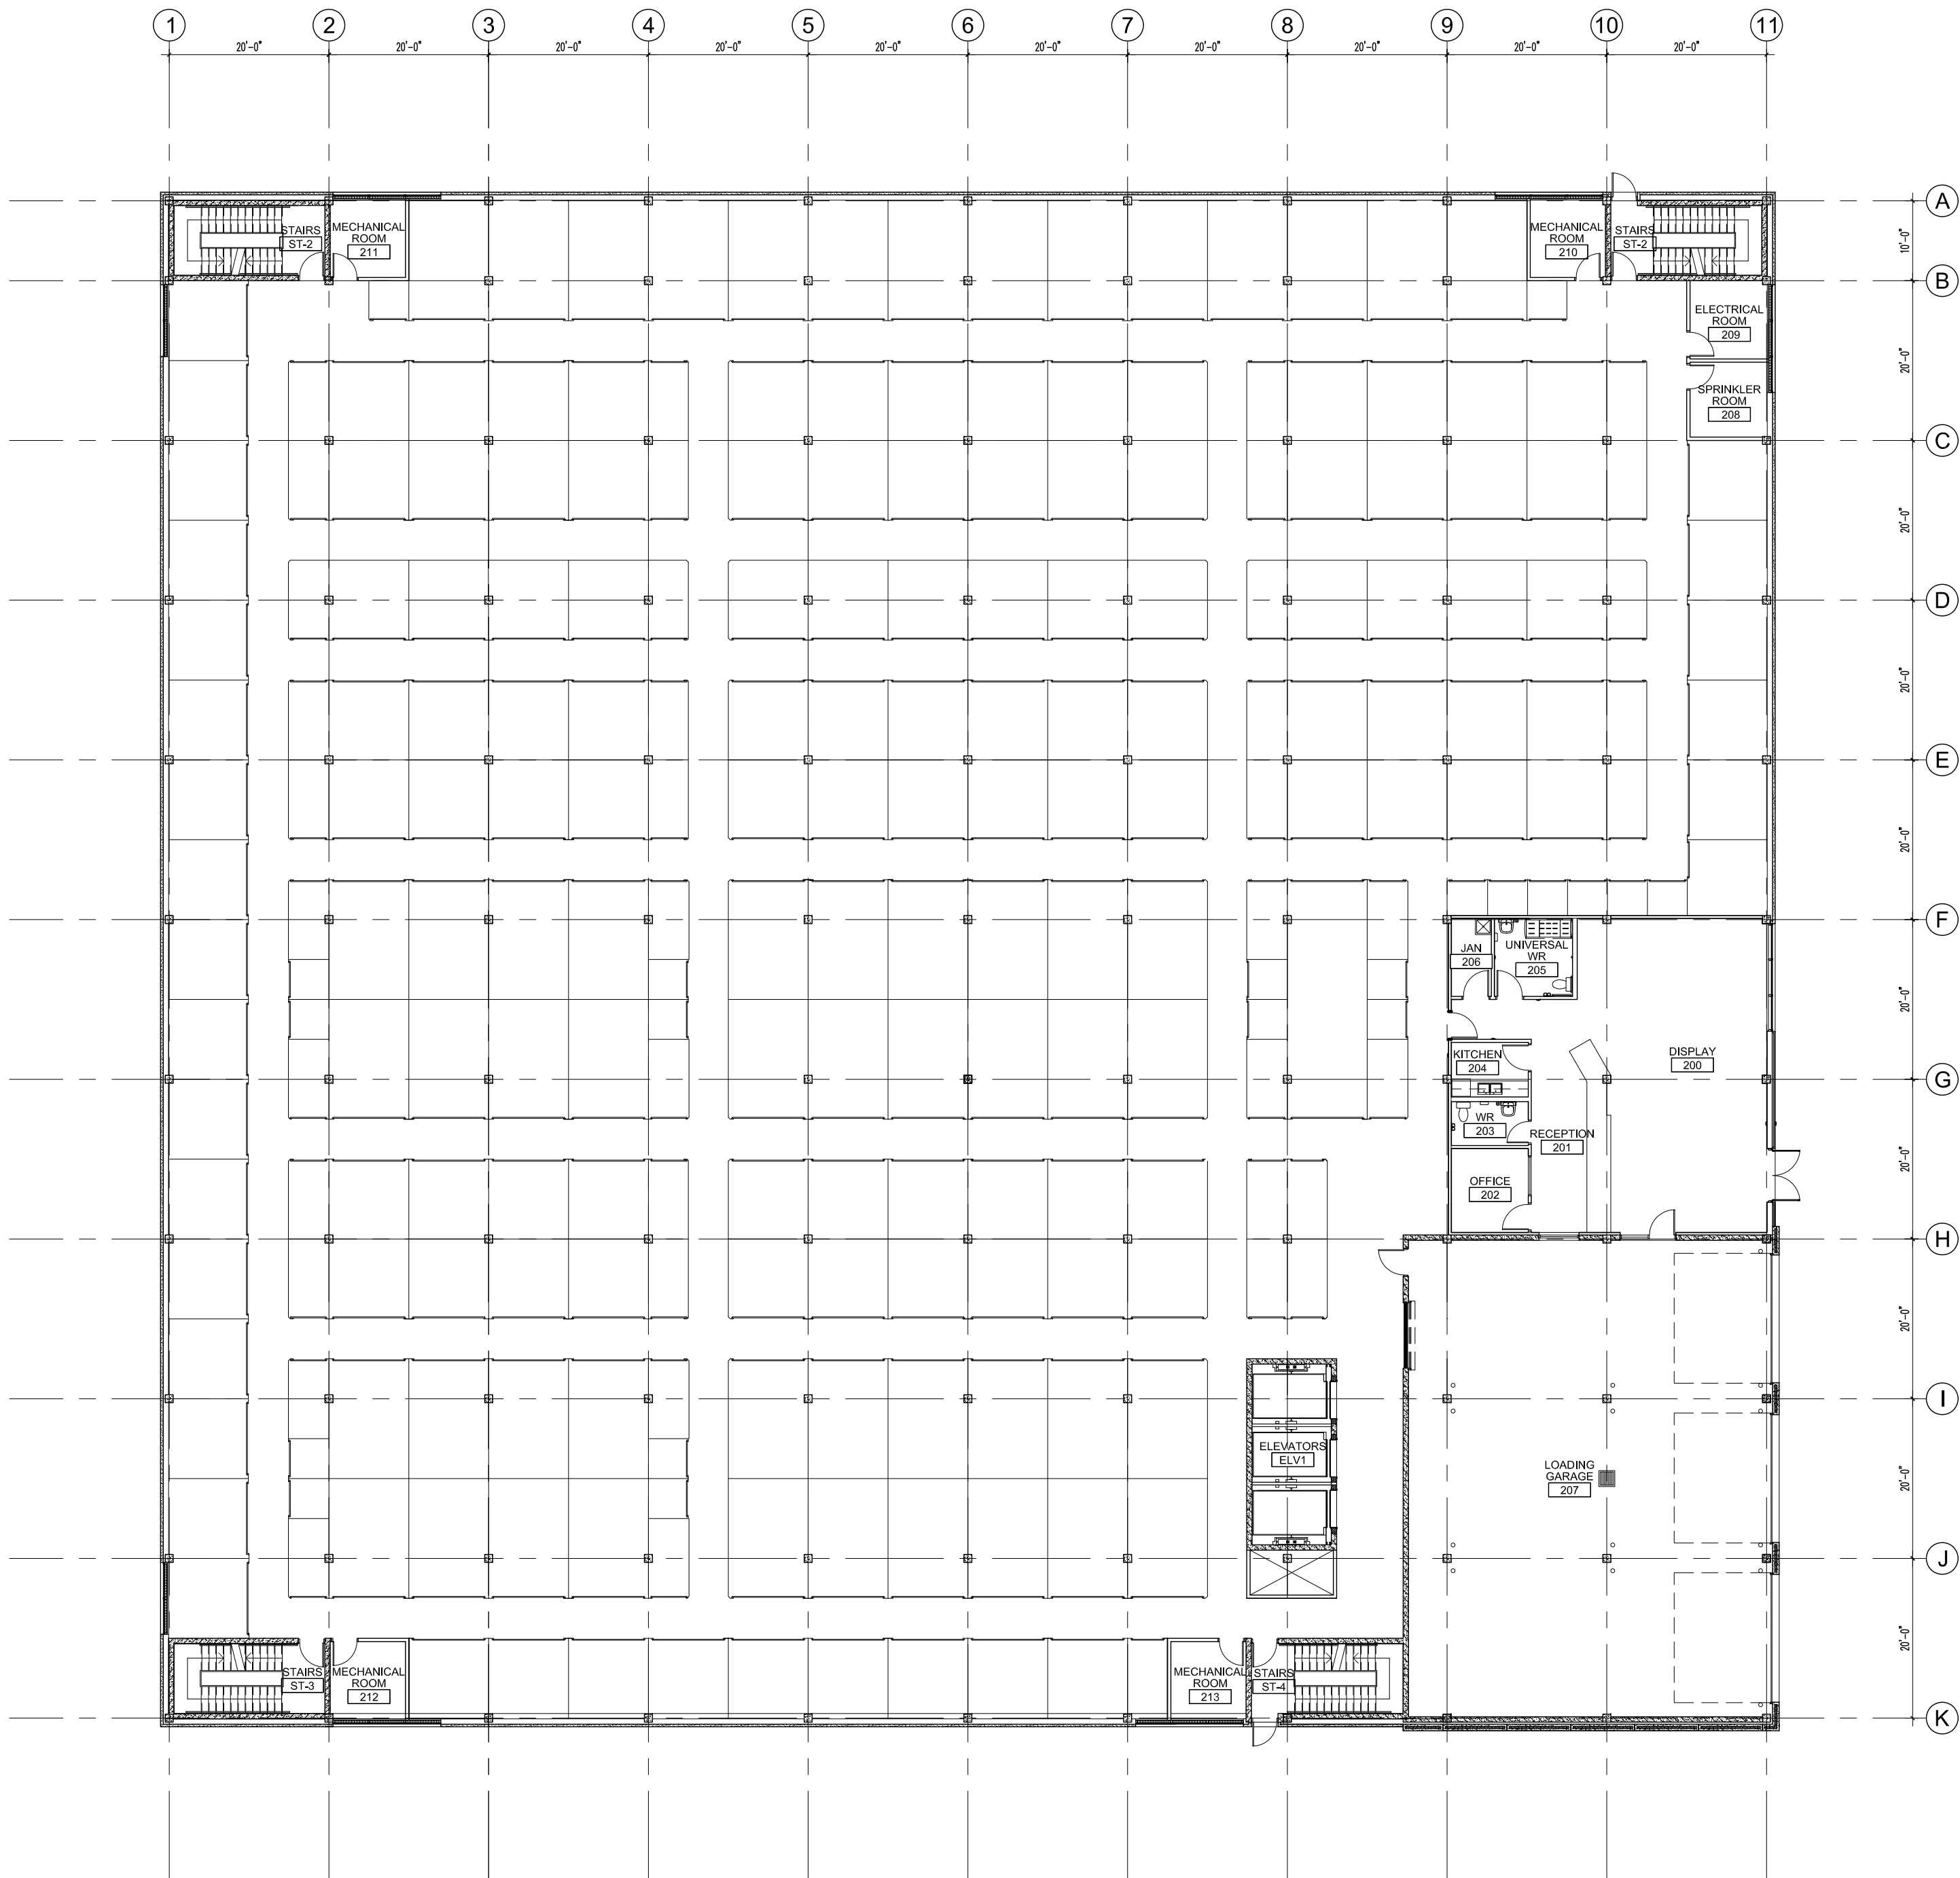 1 2 3 4 5 6 7 8 9 10 11
20'-0" 20'-0" 20'-0" 20'-0" 20'-0" 20'-0" 20'-0" 20'-0" 20'-0" 20'-0"
A
STAIRS
ST-2
MECHANICAL
ROOM
211
MECHANICAL
ROOM
210
STAIRS
ST-2
10'-0"
B
ELECTRICAL
ROOM
209
20'-0"
SPRINKLER
ROOM
208
C
20'-0"
D
20'-0"
E
20'-0"
F
JAN
206
UNIVERSAL
WR
205
20'-0"
KITCHEN
204
DISPLAY
200
G
WR
203
RECEPTION
201
20'-0"
OFFICE
202
H
20'-0"
I
ELEVATORS
ELV1
LOADING
GARAGE
207
20'-0"
J
20'-0"
STAIRS
ST-3
MECHANICAL
ROOM
212
MECHANICAL
ROOM
213
STAIRS
ST-4
K